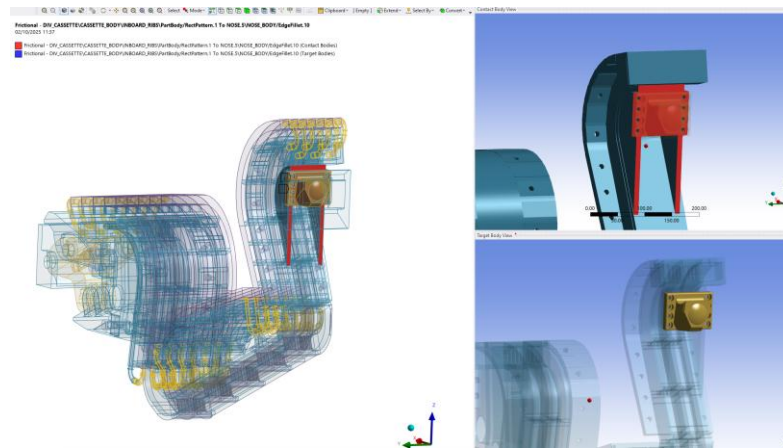 Select
Mode
Clipboard
[Empty]
Extend
Select By
Convert
Frictional - DIV_CASSETTE\CASSETTE_BODY\INBOARD_RIBS\PartBody/RectPattern.1 To NOSE.5\NOSE_BODY/EdgeFillet.10
02/10/2025 11:37
Frictional - DIV_CASSETTE\CASSETTE_BODY\INBOARD_RIBS\PartBody/RectPattern.1 To NOSE.5\NOSE_BODY/EdgeFillet.10 (Contact Bodies)
Frictional - DIV_CASSETTE\CASSETTE_BODY\INBOARD_RIBS\PartBody/RectPattern.1 To NOSE.5\NOSE_BODY/EdgeFillet.10 (Target Bodies)
Contact Body View
0.00
100.00
200.00
150.00
Target Body View
Z